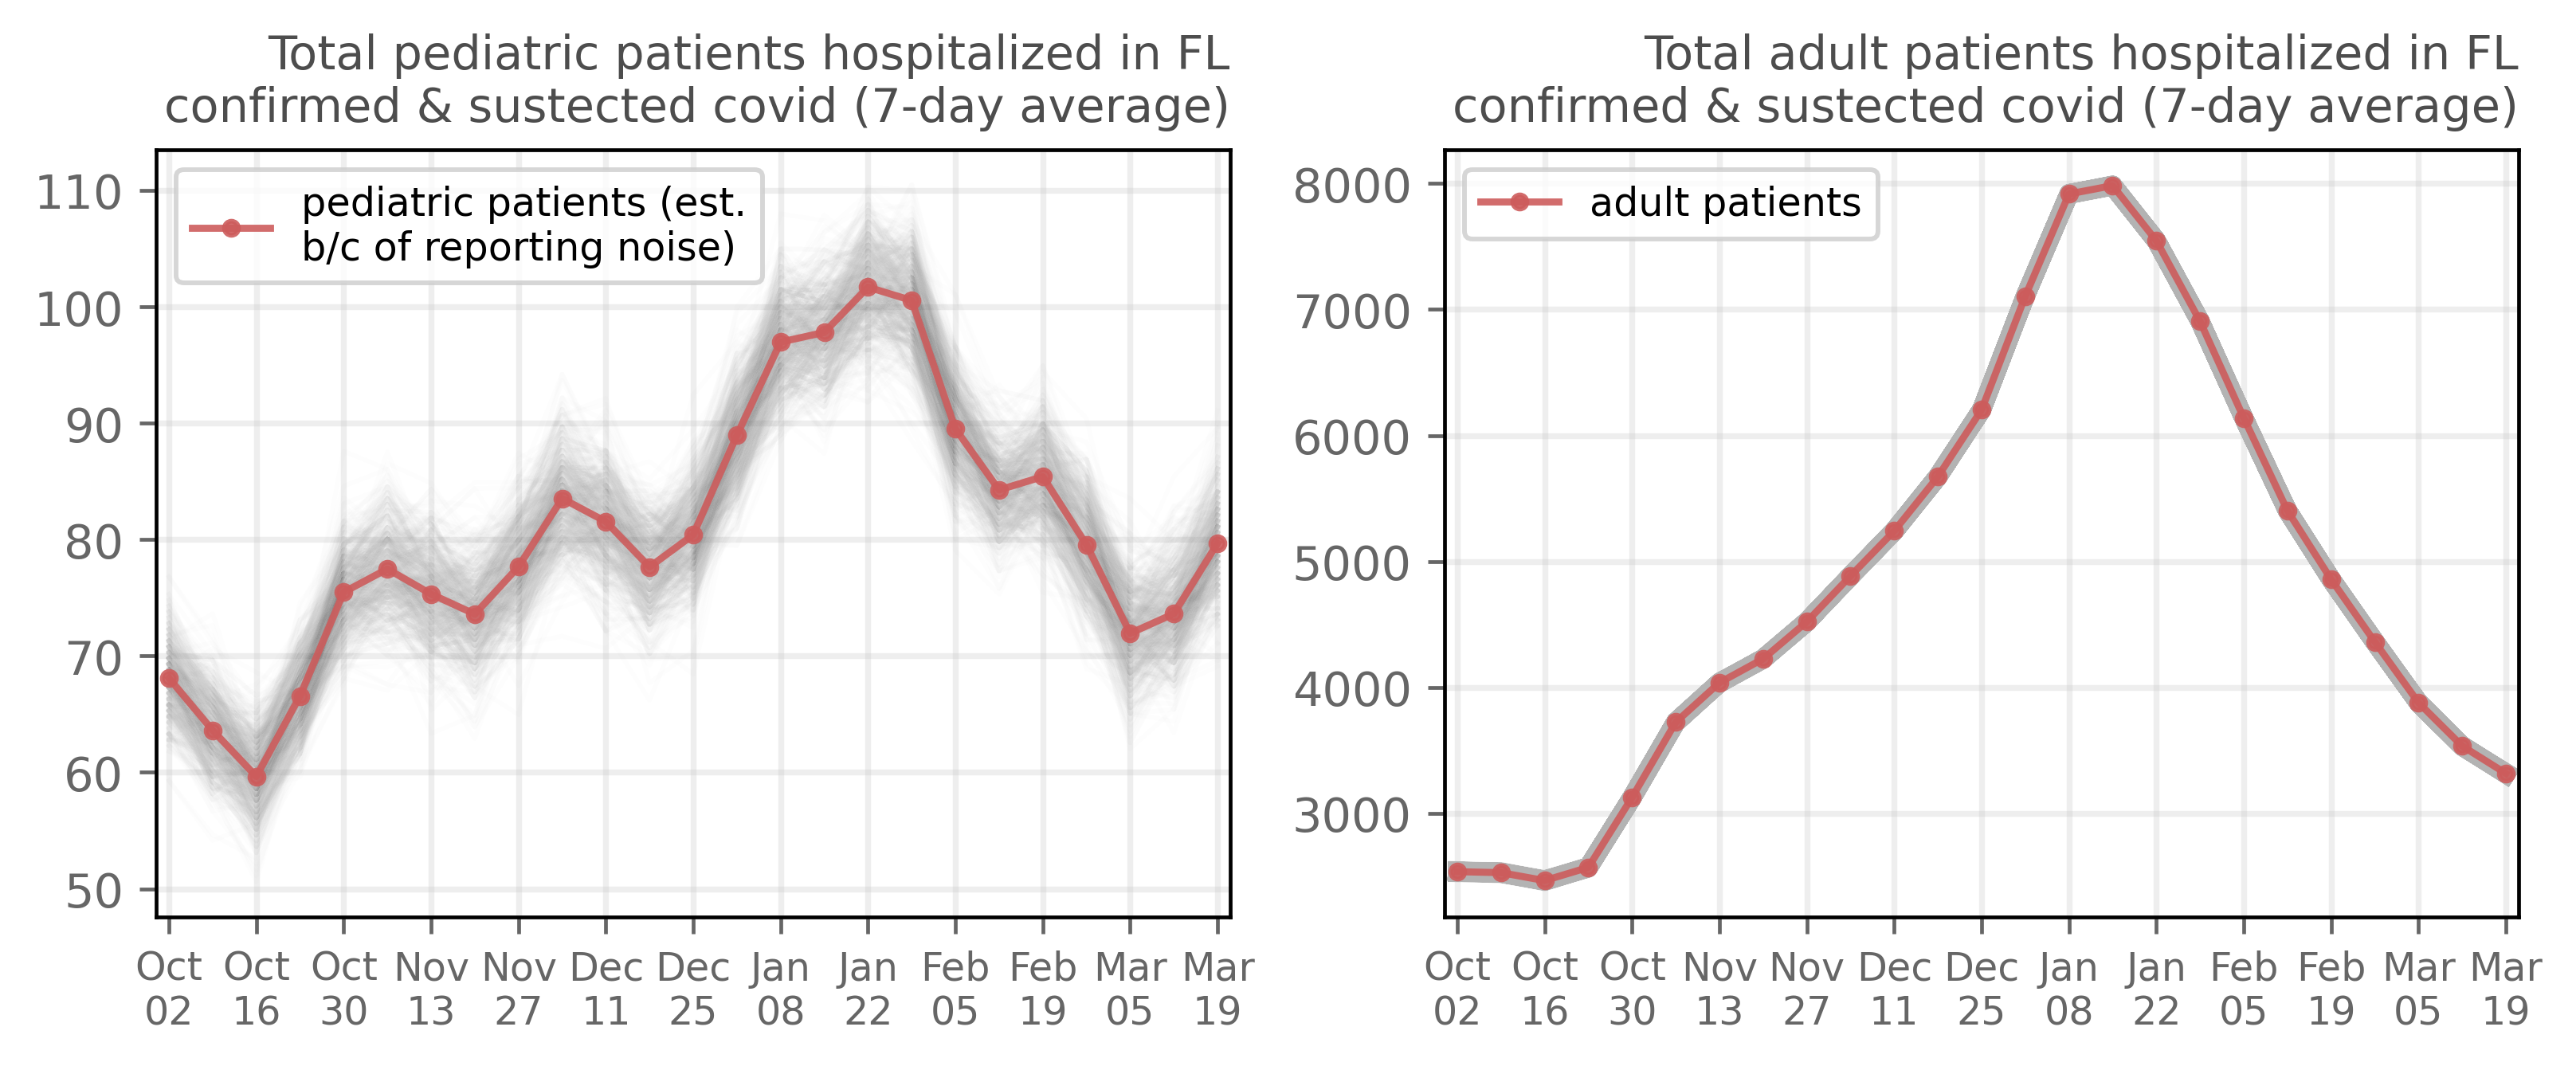 Total pediatric patients hospitalized in FL
confirmed & sustected covid (7-day average)
pediatric patients (est.
b/c of reporting noise)
110
100
90
80
70
60
50
Oct Oct Oct Nov Nov Dec Dec Jan Jan Feb Feb Mar Mar
02 16 30 13 27 11 25 08 22 05 19 05 19
Total adult patients hospitalized in FL
confirmed & sustected covid (7-day average)
adult patients
8000
7000
6000
5000
4000
3000
Oct Oct Oct Nov Nov Dec Dec Jan Jan Feb Feb Mar Mar
02 16 30 13 27 11 25 08 22 05 19 05 19